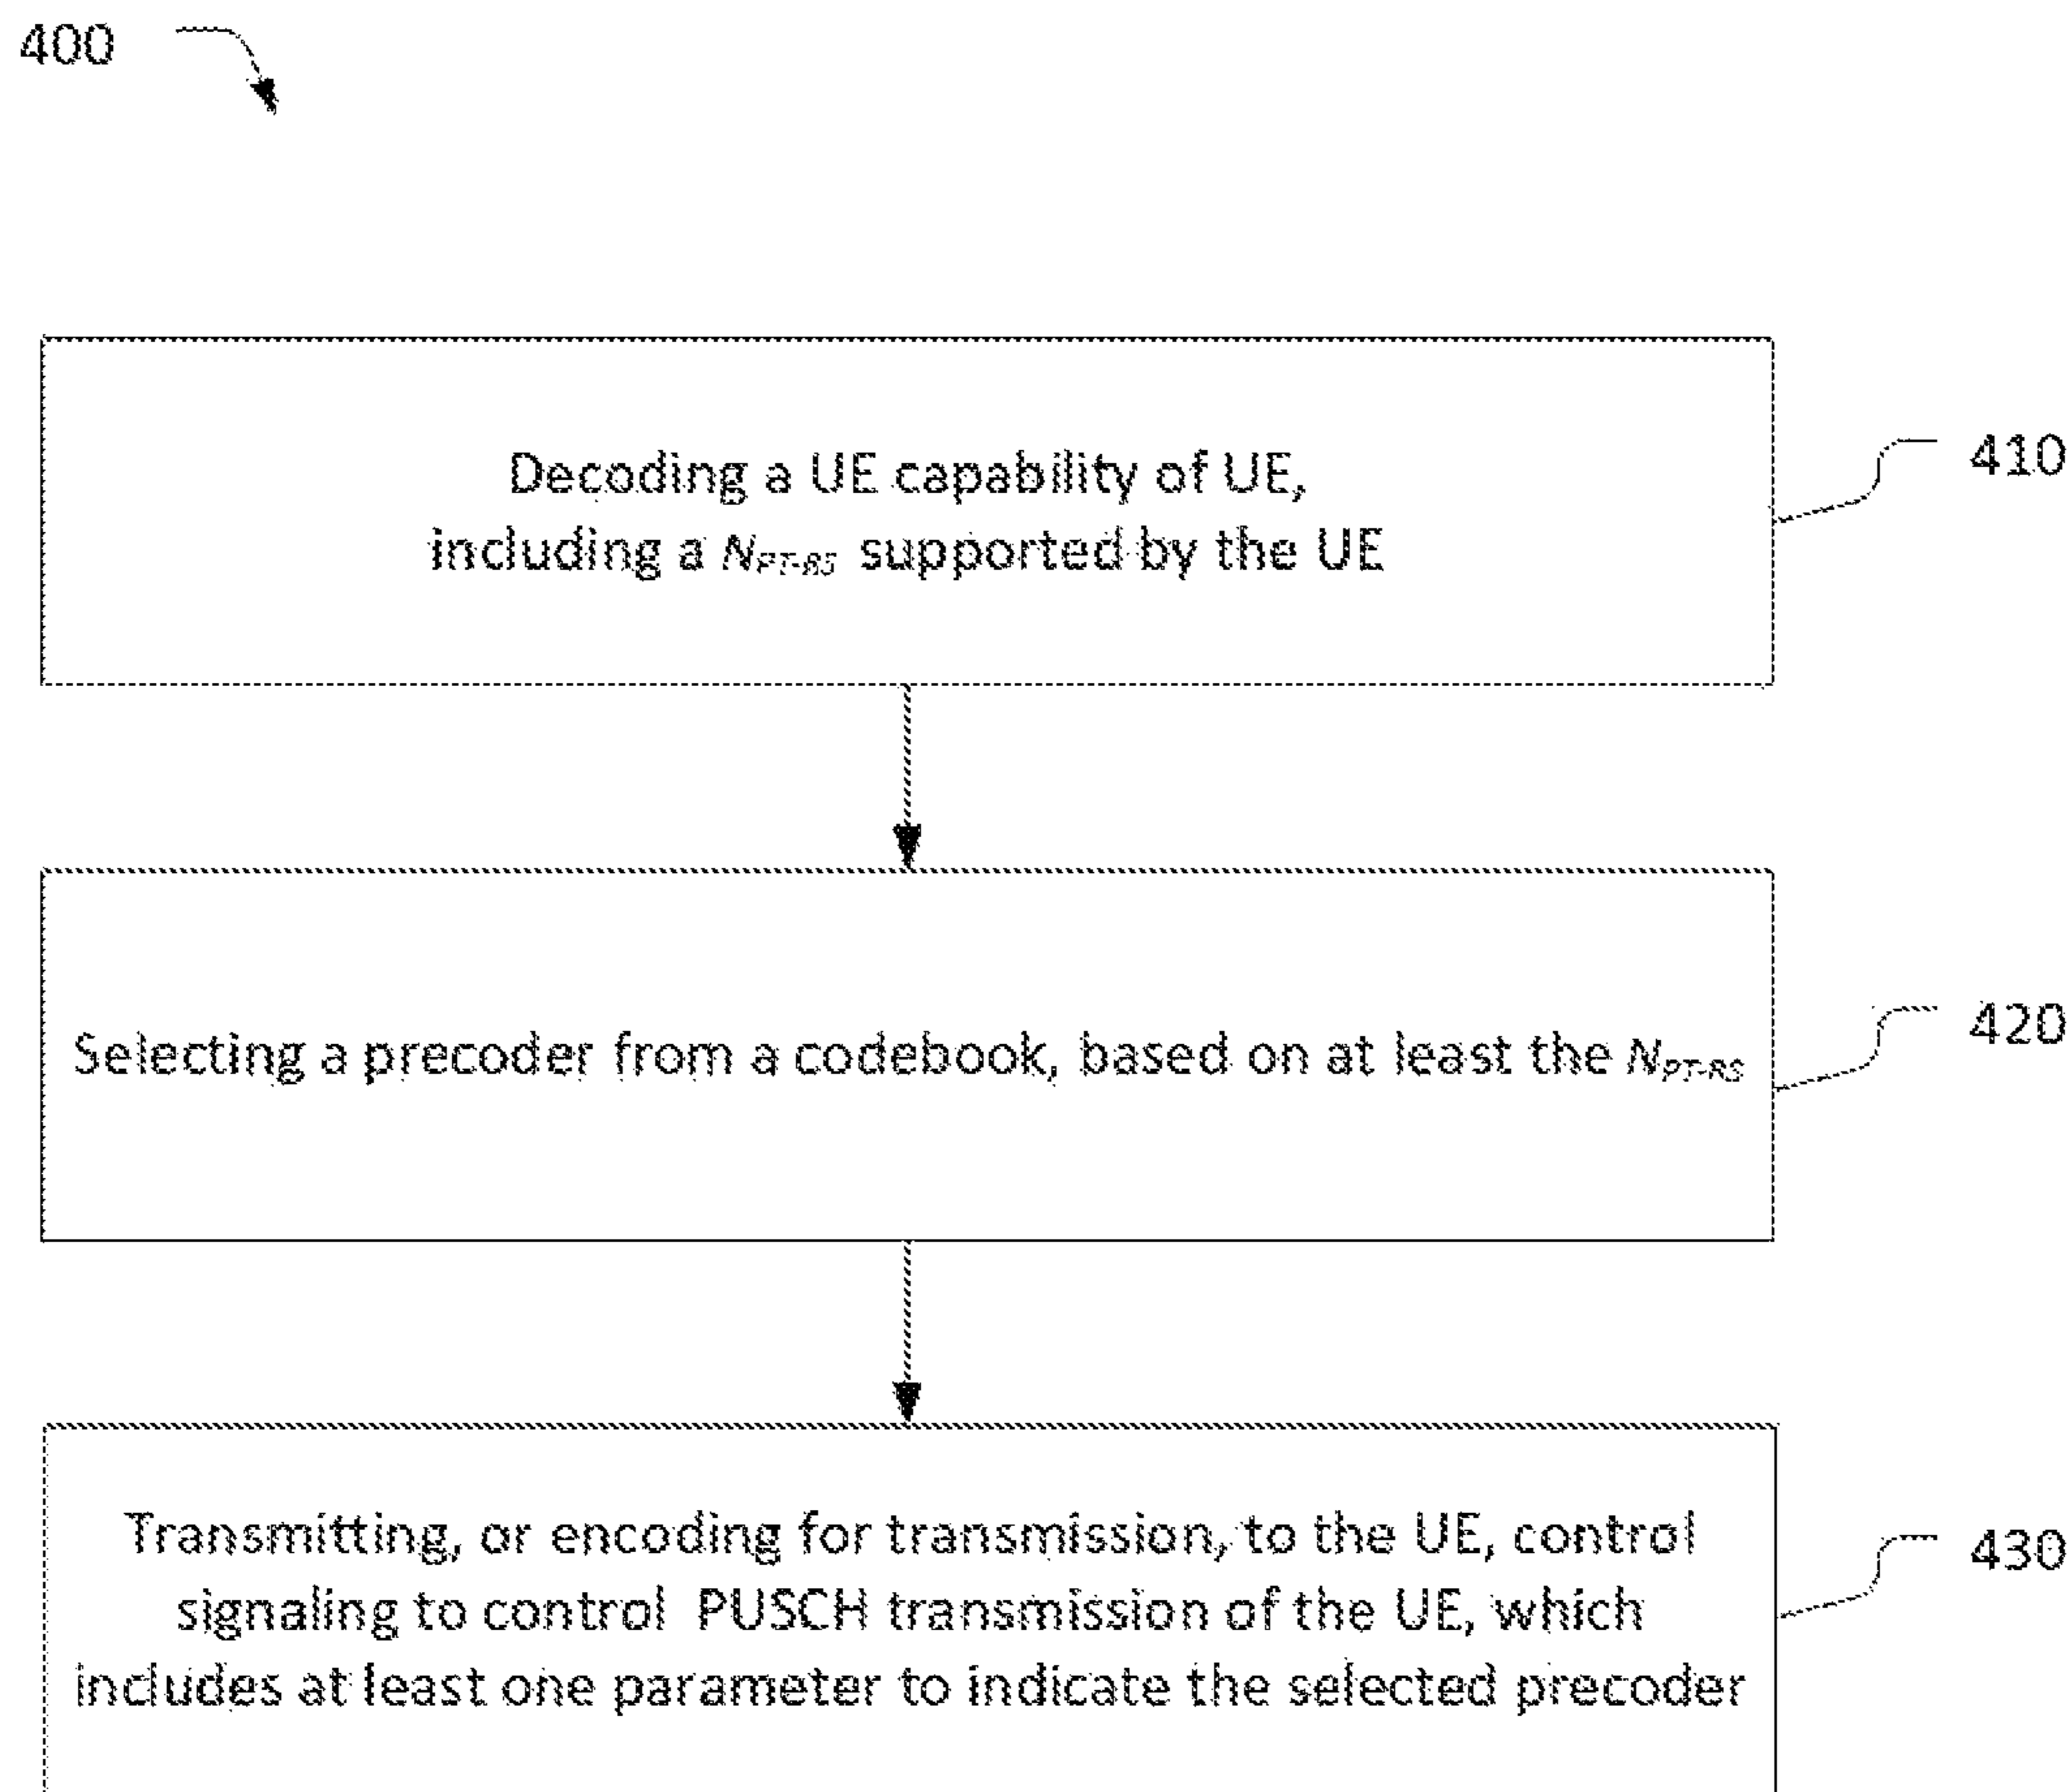 400
Decoding a UE capability of UE,
including a N_PT-RS supported by the UE
410
Selecting a precoder from a codebook, based on at least the N_PT-RS
420
Transmitting, or encoding for transmission, to the UE, control
signaling to control PUSCH transmission of the UE, which
includes at least one parameter to indicate the selected precoder
430